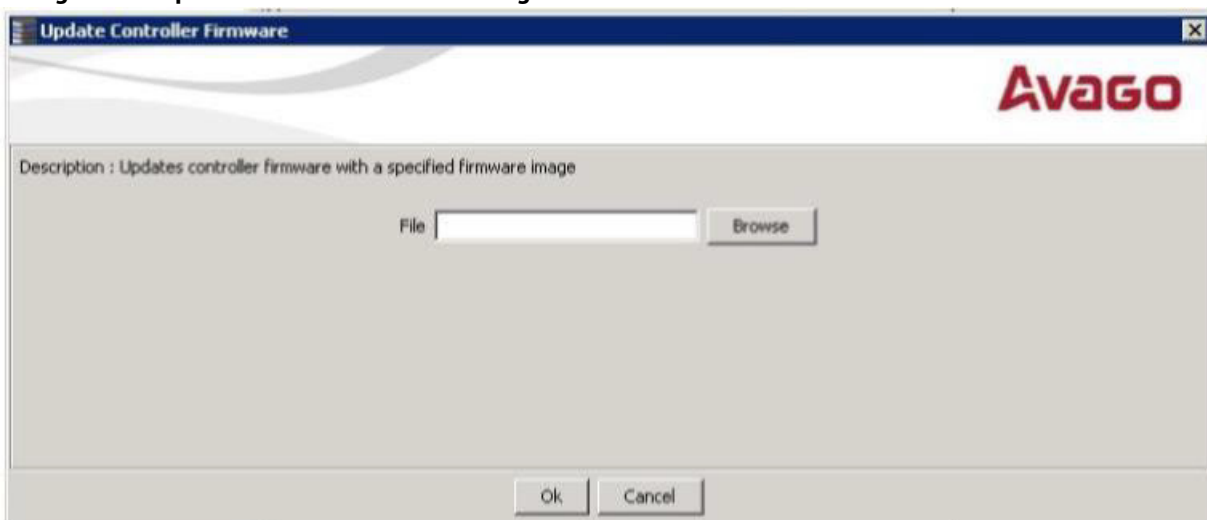 Update Controller Firmware
Avago
Description : Updates controller firmware with a specified firmware image
File
Browse
Ok
Cancel